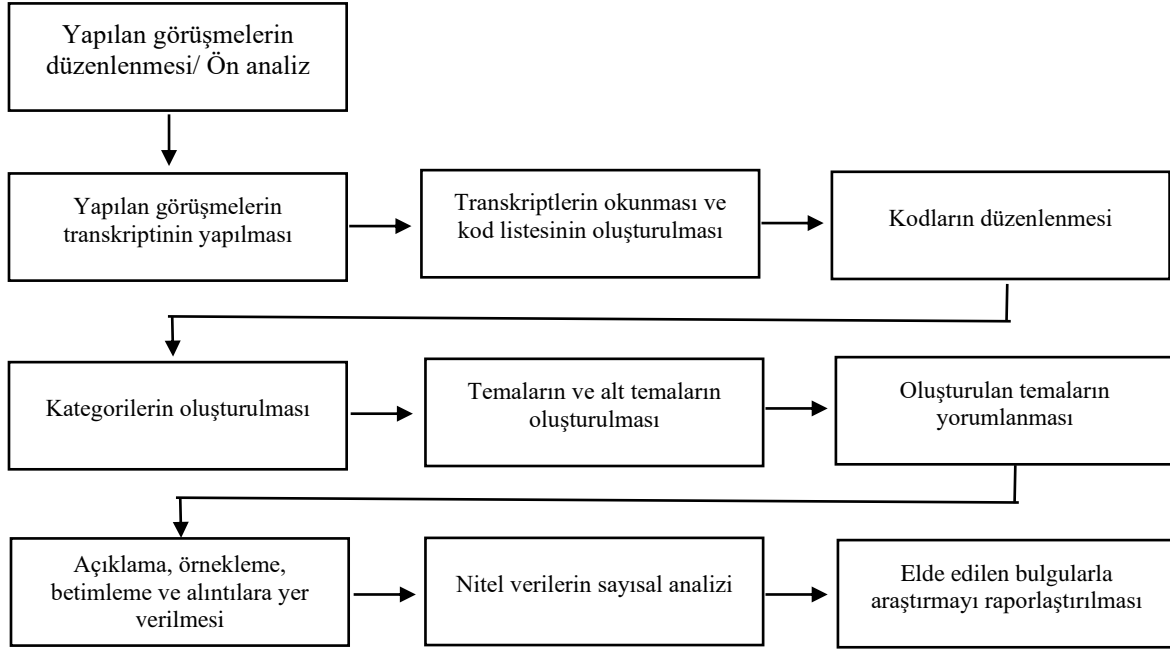 Yapılan görüşmelerin
düzenlenmesi/ Ön analiz
Yapılan görüşmelerin
transkriptinin yapılması
Transkriptlerin okunması ve
kod listesinin oluşturulması
Kodların düzenlenmesi
Kategorilerin oluşturulması
Temaların ve alt temaların
oluşturulması
Oluşturulan temaların
yorumlanması
Açıklama, örnekleme,
betimleme ve alıntılara yer
verilmesi
Nitel verilerin sayısal analizi
Elde edilen bulgularla
araştırmayı raporlaştırılması